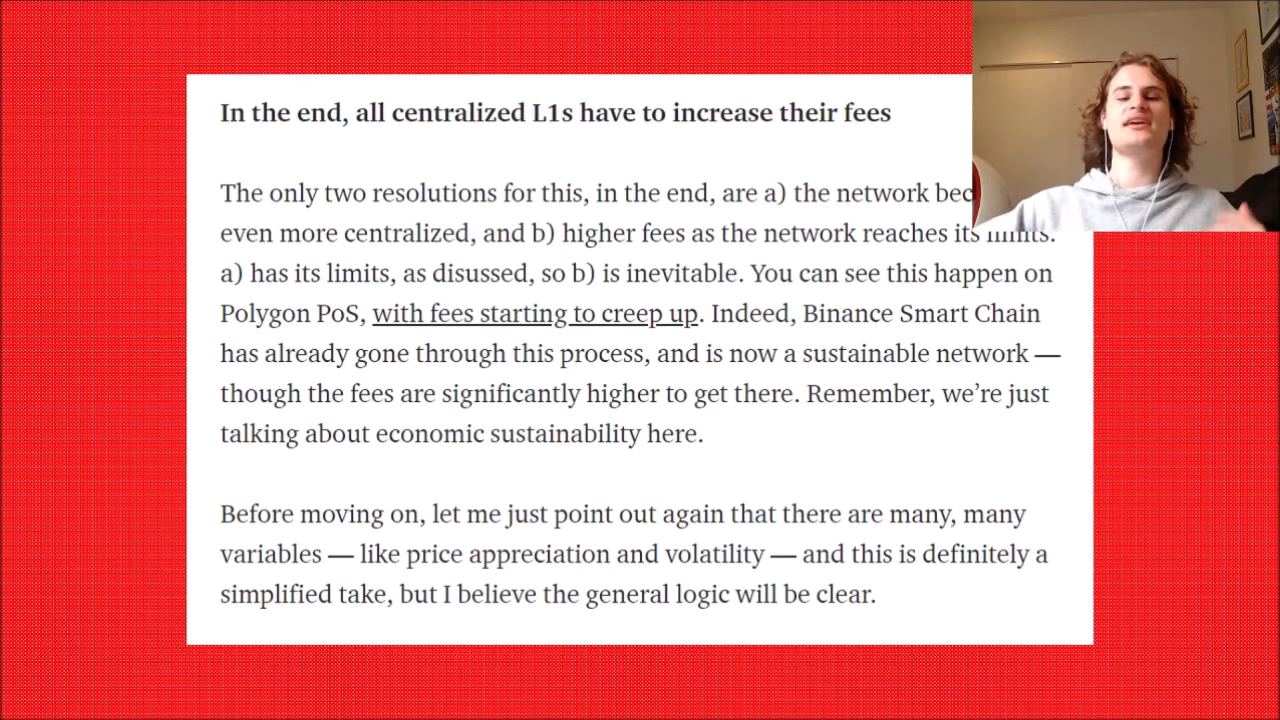 In the end, all centralized L1s have to increase their fees
The only two resolutions for this, in the end, are a) the network bec
even more centralized, and b) higher fees as the network reaches its limits.
a) has its limits, as disussed, so b) is inevitable. You can see this happen on
Polygon PoS, with fees starting to creep up. Indeed, Binance Smart Chain
has already gone through this process, and is now a sustainable network —
though the fees are significantly higher to get there. Remember, we’re just
talking about economic sustainability here.
Before moving on, let me just point out again that there are many, many
variables — like price appreciation and volatility — and this is definitely a
simplified take, but I believe the general logic will be clear.